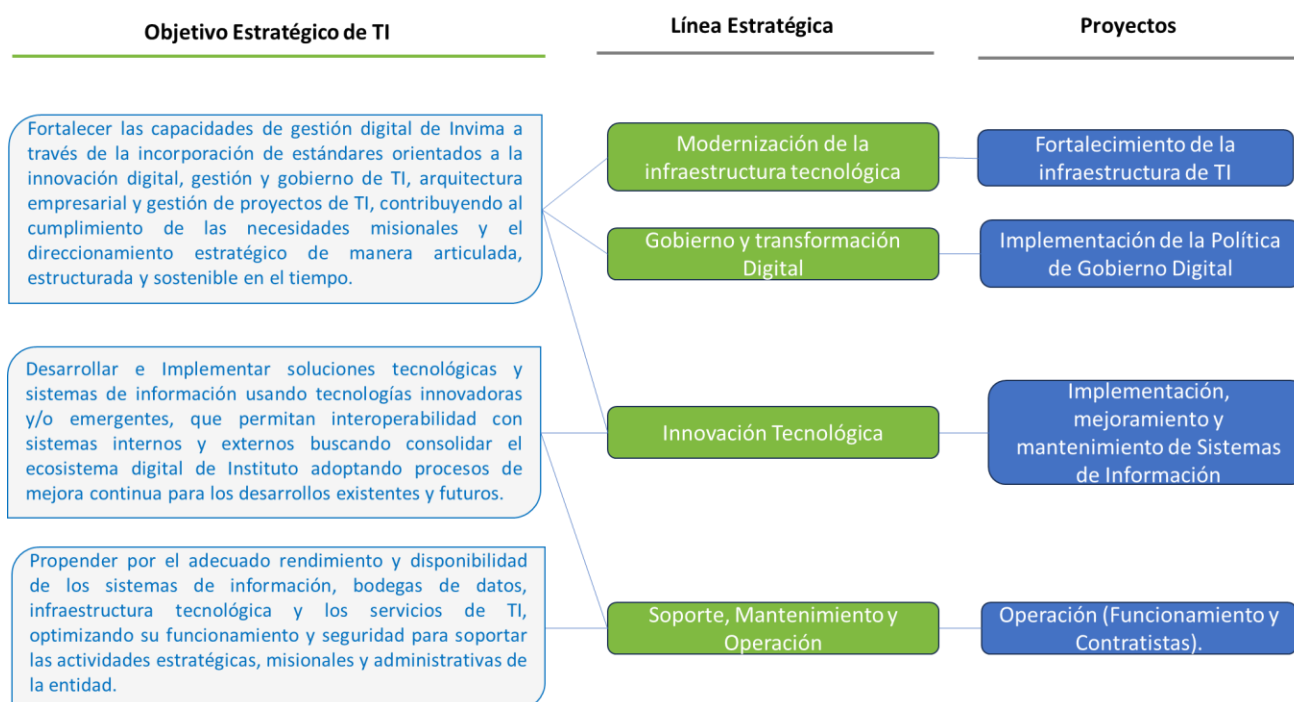 Objetivo Estratégico de TI
Línea Estratégica
Proyectos
Fortalecer las capacidades de gestión digital de Invima a
través de la incorporación de estándares orientados a la
innovación digital, gestión y gobierno de TI, arquitectura
empresarial y gestión de proyectos de TI, contribuyendo al
cumplimiento de las necesidades misionales y el
direccionamiento estratégico de manera articulada,
estructurada y sostenible en el tiempo.
Modernización de la
infraestructura tecnológica
Fortalecimiento de la
infraestructura de TI
Gobierno y transformación
Digital
Implementación de la Política
de Gobierno Digital
Desarrollar e Implementar soluciones tecnológicas y
sistemas de información usando tecnologías innovadoras
y/o emergentes, que permitan interoperabilidad con
sistemas internos y externos buscando consolidar el
ecosistema digital de Instituto adoptando procesos de
mejora continua para los desarrollos existentes y futuros.
Innovación Tecnológica
Implementación,
mejoramiento y
mantenimiento de Sistemas
de Información
Propender por el adecuado rendimiento y disponibilidad
de los sistemas de información, bodegas de datos,
infraestructura tecnológica y los servicios de TI,
optimizando su funcionamiento y seguridad para soportar
las actividades estratégicas, misionales y administrativas de
la entidad.
Soporte, Mantenimiento y
Operación
Operación (Funcionamiento y
Contratistas).